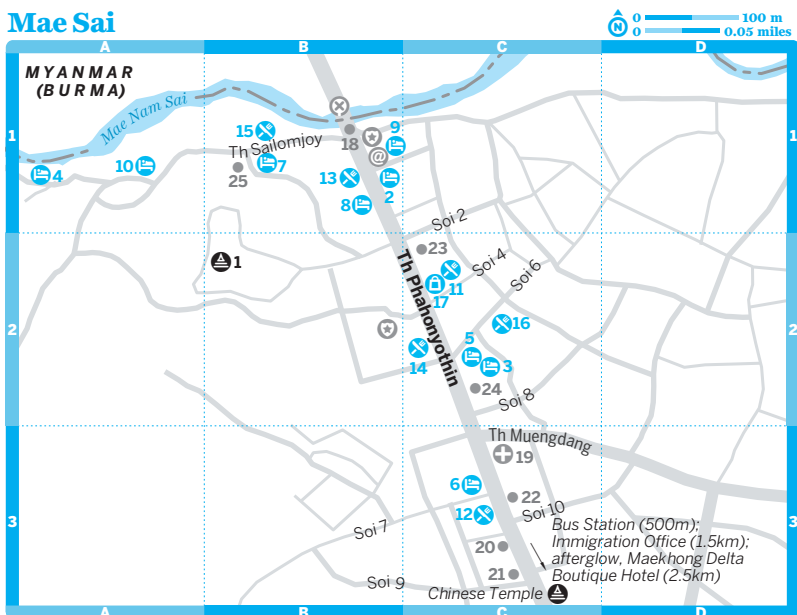 Mae Sai
N
0 100 m
0 0.05 miles
A B C D
MYANMAR
(BURMA)
Mae Nam Sai
1 1
15
Th Sailomjoy
18
9
@
4
10
25
7
13
2
8
Soi 2
23
1
Th Phahonyothin
Soi 4
Soi 6
11
17
2 2
16
5
14
3
24
Soi 8
Th Muengdang
19
6
22
12
Soi 10
3 3
Soi 7
20
Bus Station (500m);
Immigration Office (1.5km);
afterglow, Maekhong Delta
Boutique Hotel (2.5km)
21
Soi 9
Chinese Temple
A B C D